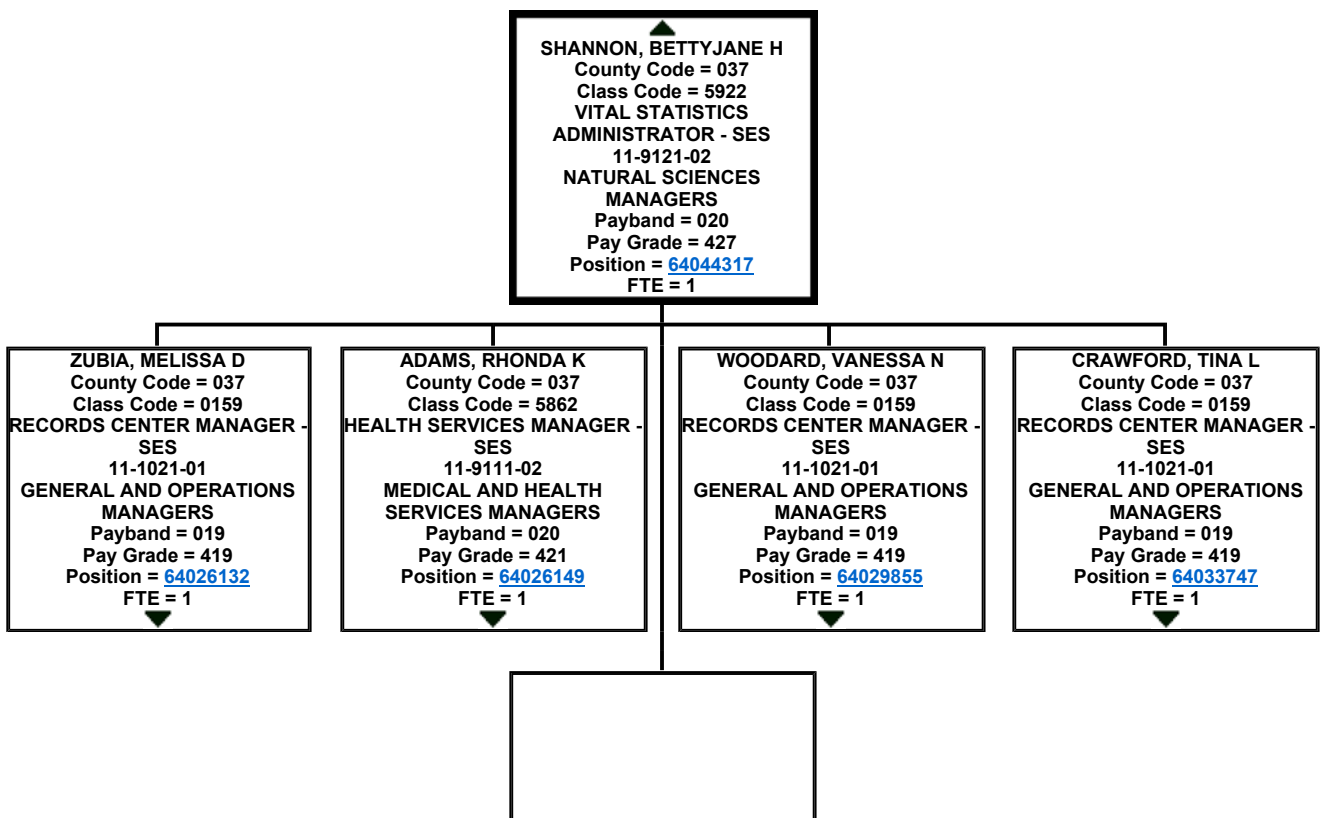 SHANNON, BETTYJANE H
County Code = 037
Class Code = 5922
VITAL STATISTICS
ADMINISTRATOR - SES
11-9121-02
NATURAL SCIENCES
MANAGERS
Payband = 020
Pay Grade = 427
Position = 64044317
FTE = 1
ZUBIA, MELISSA D
County Code = 037
Class Code = 0159
RECORDS CENTER MANAGER -
SES
11-1021-01
GENERAL AND OPERATIONS
MANAGERS
Payband = 019
Pay Grade = 419
Position = 64026132
FTE = 1
ADAMS, RHONDA K
County Code = 037
Class Code = 5862
HEALTH SERVICES MANAGER -
SES
11-9111-02
MEDICAL AND HEALTH
SERVICES MANAGERS
Payband = 020
Pay Grade = 421
Position = 64026149
FTE = 1
WOODARD, VANESSA N
County Code = 037
Class Code = 0159
RECORDS CENTER MANAGER -
SES
11-1021-01
GENERAL AND OPERATIONS
MANAGERS
Payband = 019
Pay Grade = 419
Position = 64029855
FTE = 1
CRAWFORD, TINA L
County Code = 037
Class Code = 0159
RECORDS CENTER MANAGER -
SES
11-1021-01
GENERAL AND OPERATIONS
MANAGERS
Payband = 019
Pay Grade = 419
Position = 64033747
FTE = 1